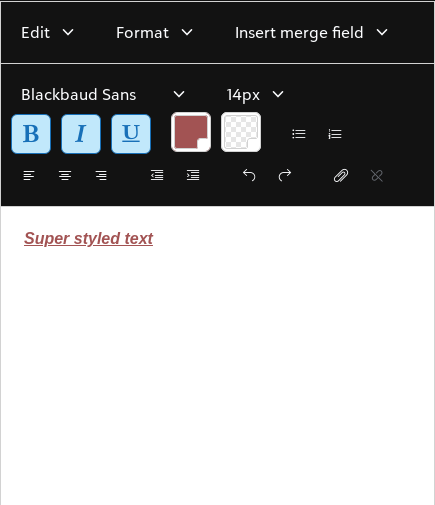 Edit Format Insert merge field
Blackbaud Sans 14px
B I U
Super styled text